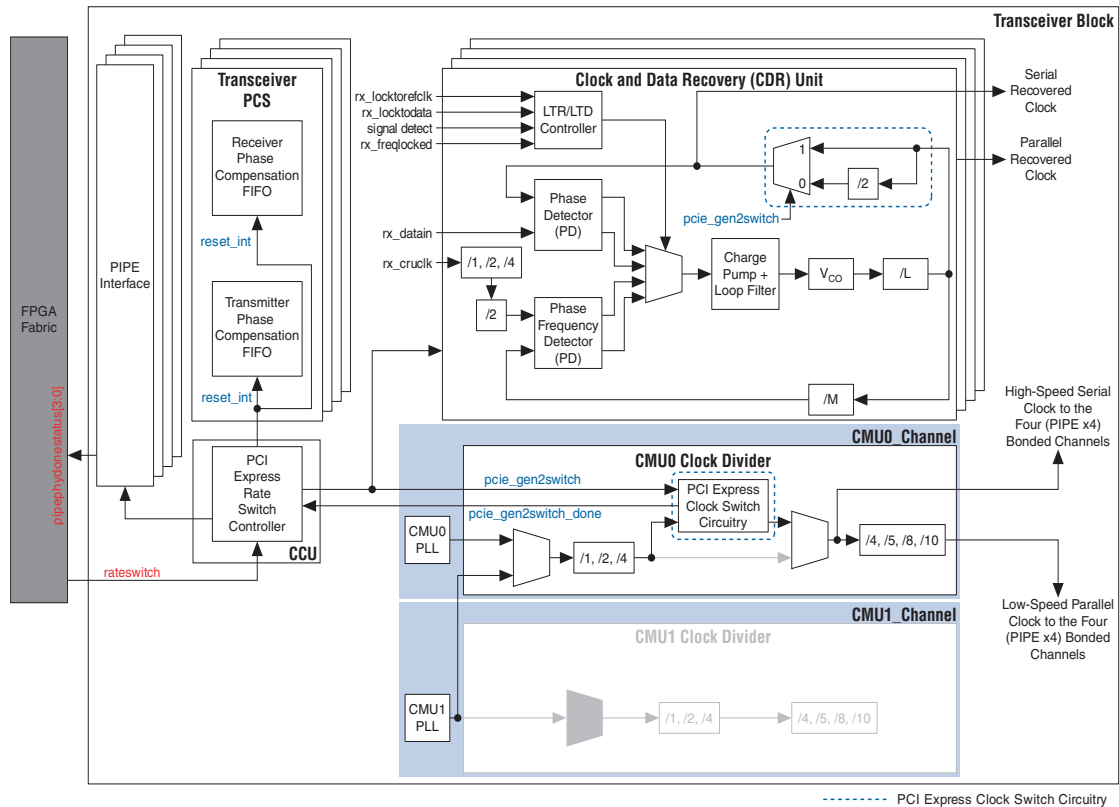 Transceiver Block
Transceiver
PCS
Receiver
Phase
Compensation
FIFO
reset_int
Transmitter
Phase
Compensation
FIFO
reset_int
PIPE
Interface
FPGA
Fabric
pipephydonestatus[3:0]
PCI
Express
Rate
Switch
Controller
CCU
rateswitch
Clock and Data Recovery (CDR) Unit
rx_locktorefclk
rx_locktodata
signal detect
rx_freqlocked
LTR/LTD
Controller
rx_datain
rx_cruclk
/1, /2, /4
/2
Phase
Detector
(PD)
Phase
Frequency
Detector
(PD)
Charge
Pump +
Loop Filter
VCO
/L
/M
1
0
/2
pcie_gen2switch
Serial
Recovered
Clock
Parallel
Recovered
Clock
CMU0_Channel
CMU0 Clock Divider
pcie_gen2switch
pcie_gen2switch_done
PCI Express
Clock Switch
Circuitry
CMU0
PLL
/1, /2, /4
/4, /5, /8, /10
High-Speed Serial
Clock to the
Four (PIPE x4)
Bonded Channels
Low-Speed Parallel
Clock to the Four
(PIPE x4) Bonded
Channels
CMU1_Channel
CMU1 Clock Divider
CMU1
PLL
/1, /2, /4
/4, /5, /8, /10
PCI Express Clock Switch Circuitry